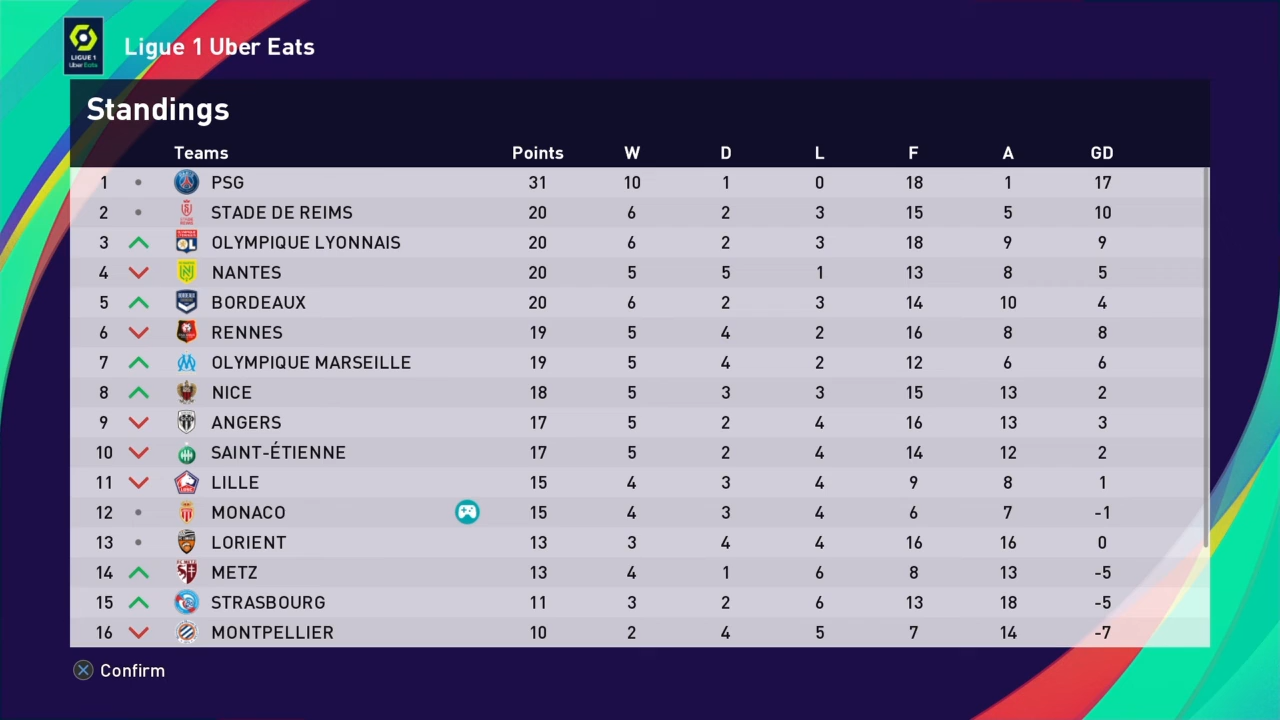 LIGUE 1
Uber Eats
Ligue 1 Uber Eats
Standings
Teams Points W D L F A GD
1 PSG 31 10 1 0 18 1 17
2 STADE DE REIMS 20 6 2 3 15 5 10
3 OLYMPIQUE LYONNAIS 20 6 2 3 18 9 9
4 NANTES 20 5 5 1 13 8 5
5 BORDEAUX 20 6 2 3 14 10 4
6 RENNES 19 5 4 2 16 8 8
7 OLYMPIQUE MARSEILLE 19 5 4 2 12 6 6
8 NICE 18 5 3 3 15 13 2
9 ANGERS 17 5 2 4 16 13 3
10 SAINT-ÉTIENNE 17 5 2 4 14 12 2
11 LILLE 15 4 3 4 9 8 1
12 MONACO 15 4 3 4 6 7 -1
13 LORIENT 13 3 4 4 16 16 0
14 METZ 13 4 1 6 8 13 -5
15 STRASBOURG 11 3 2 6 13 18 -5
16 MONTPELLIER 10 2 4 5 7 14 -7
Confirm